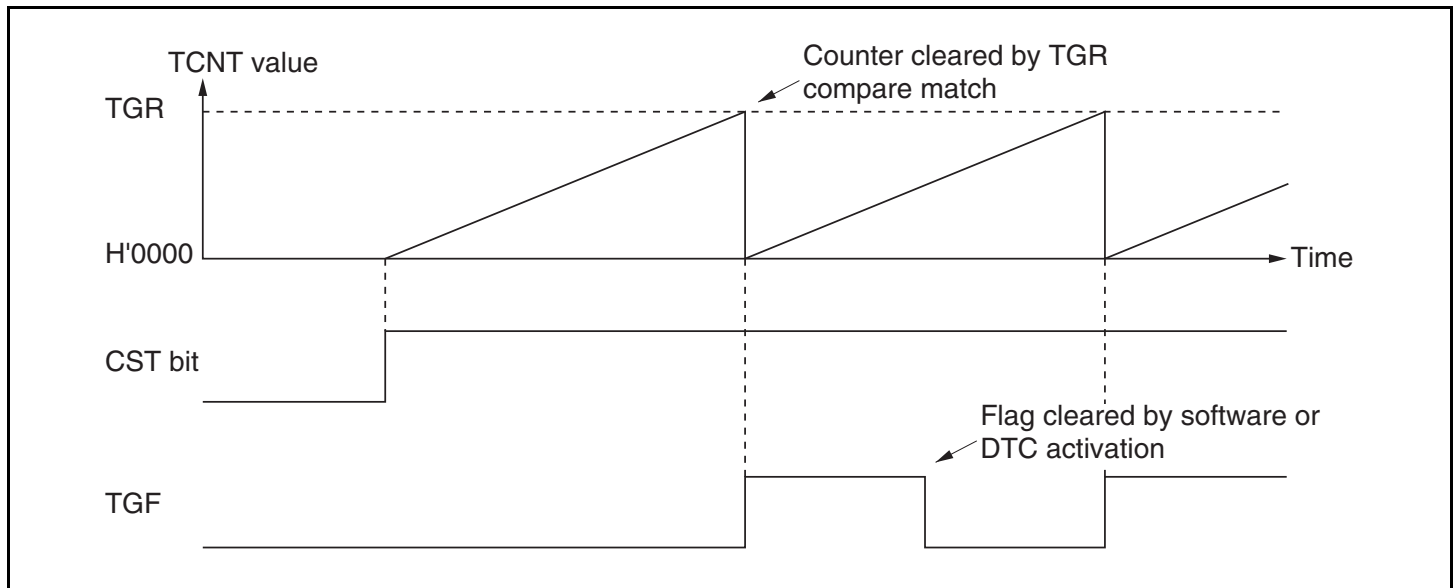 TCNT value
Counter cleared by TGR
compare match
TGR
H'0000
Time
CST bit
Flag cleared by software or
DTC activation
TGF